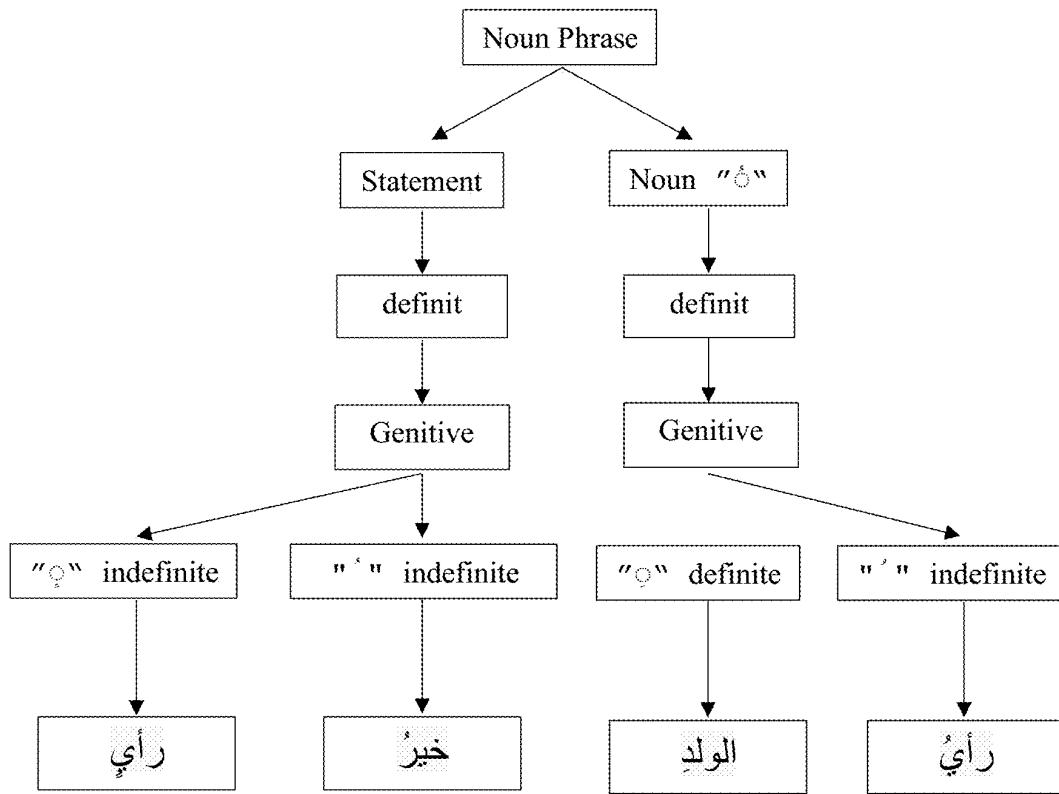 Noun Phrase
Statement
Noun "ُ"
definit
definit
Genitive
Genitive
"ٍ" indefinite
"ُ" indefinite
"ِ" definite
"ُ" indefinite
رأيٍ
خيرُ
الولدِ
رأيُ